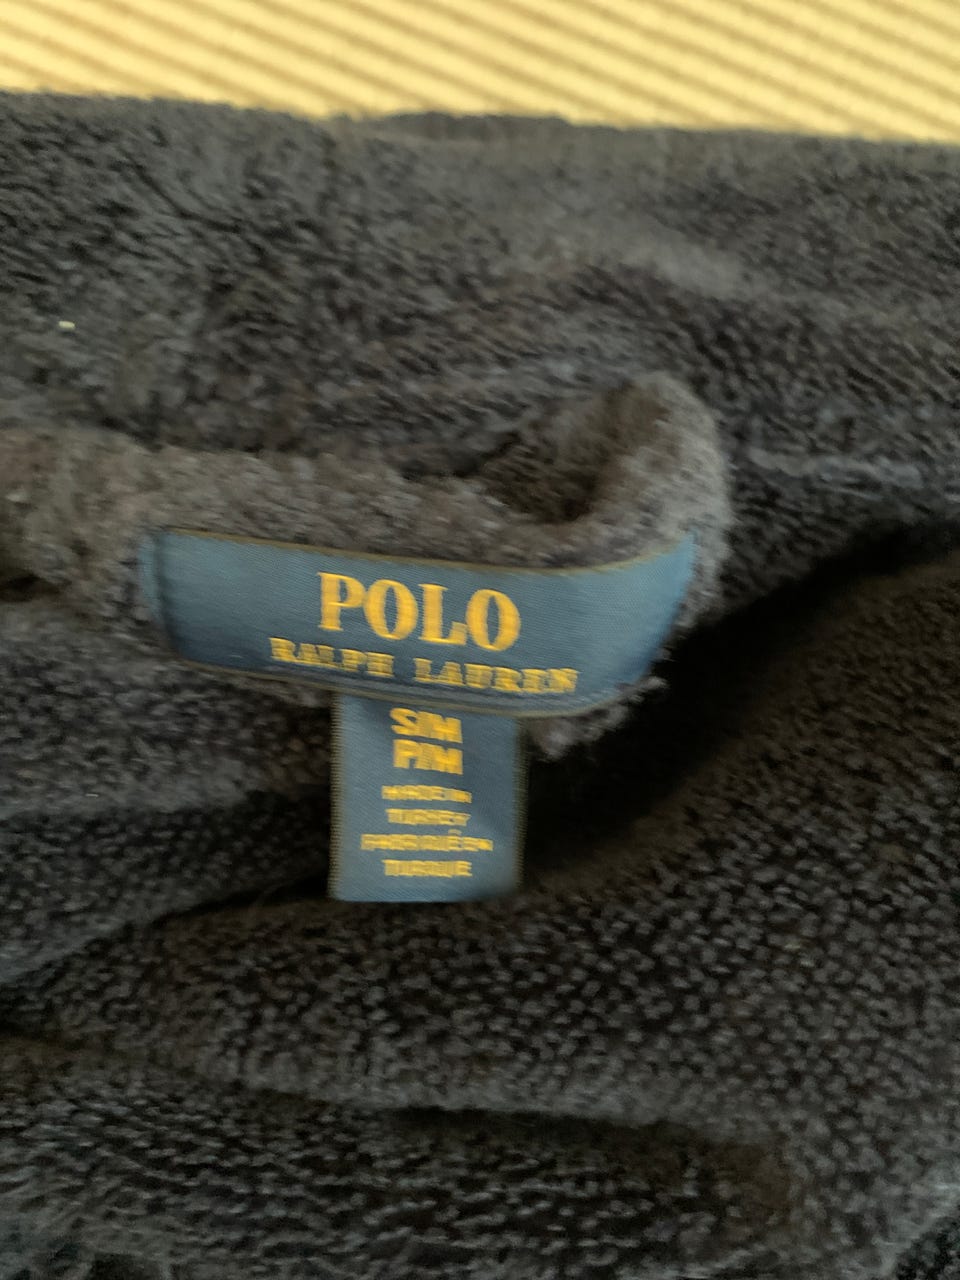 POLO
RALPH LAUREN
S/M
P/M
MADE IN
TURKEY
FABRIQUÉ EN
TURQUIE